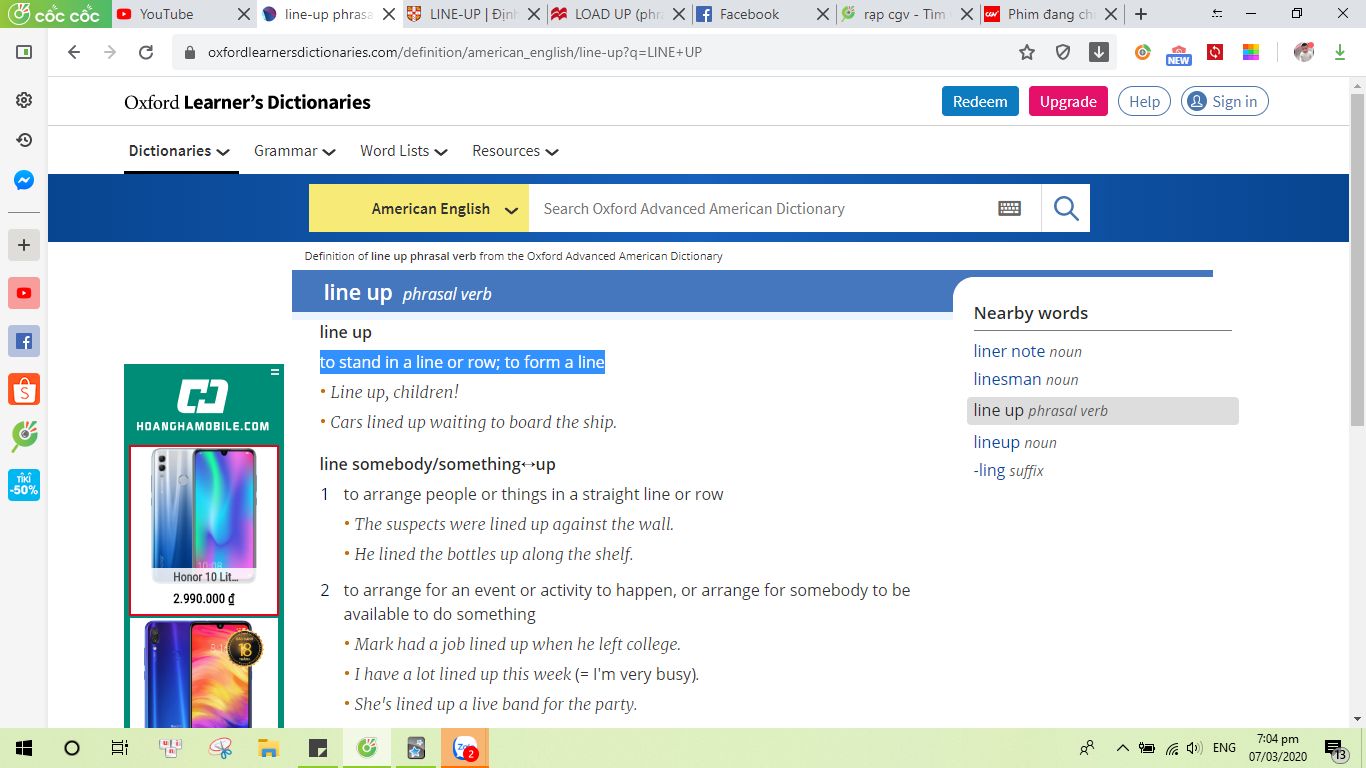 CỐC CỐC
YouTube
line-up phrasa
LINE-UP | Định
LOAD UP (phra
Facebook
rạp cgv - Tìm
Phim đang chi
oxfordlearnersdictionaries.com/definition/american_english/line-up?q=LINE+UP
NEW
Oxford Learner's Dictionaries
Redeem
Upgrade
Help
Sign in
Dictionaries
Grammar
Word Lists
Resources
American English
Search Oxford Advanced American Dictionary
Definition of line up phrasal verb from the Oxford Advanced American Dictionary
line up phrasal verb
line up
to stand in a line or row; to form a line
• Line up, children!
• Cars lined up waiting to board the ship.
line somebody/something↔up
1 to arrange people or things in a straight line or row
• The suspects were lined up against the wall.
• He lined the bottles up along the shelf.
2 to arrange for an event or activity to happen, or arrange for somebody to be
available to do something
• Mark had a job lined up when he left college.
• I have a lot lined up this week (= I'm very busy).
• She's lined up a live band for the party.
Nearby words
liner note noun
linesman noun
line up phrasal verb
lineup noun
-ling suffix
HOANGHAMOBILE.COM
Honor 10 Lit...
2.990.000 ₫
18
TIKI
-50%
2
ENG
7:04 pm
07/03/2020
13